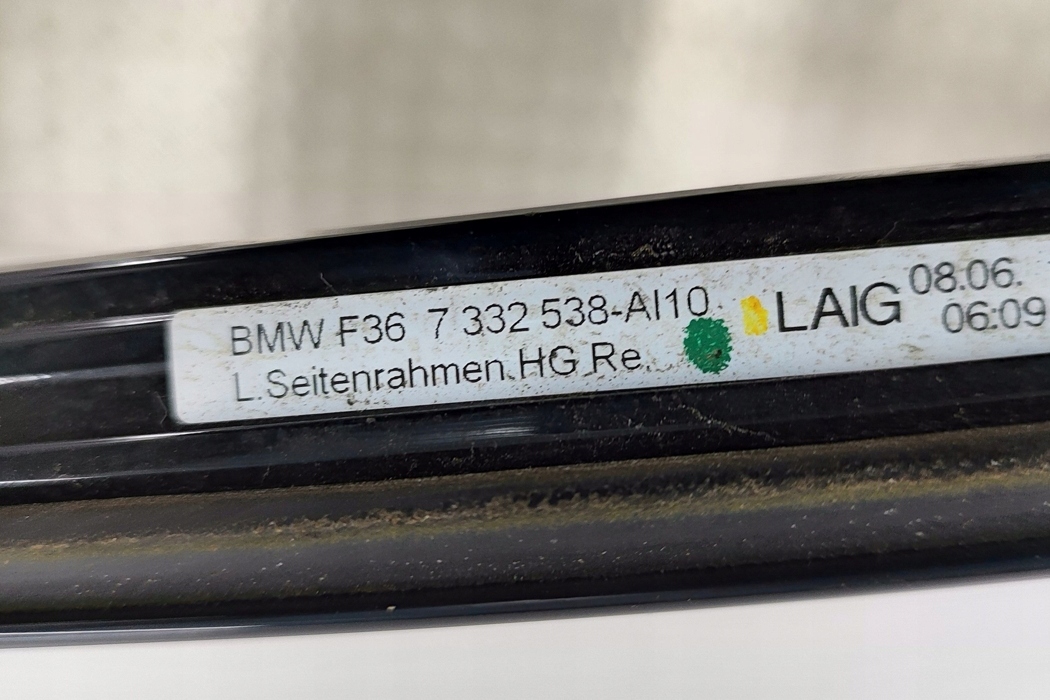 BMW F36 7 332 538-AI10
L.Seitenrahmen.HG Re.
LAIG
08.06.
06:09